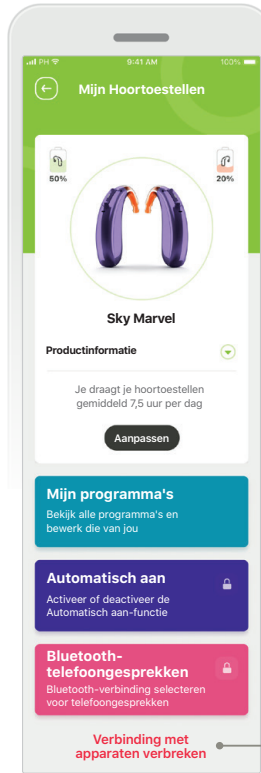 PH 9:41 AM 100%
Mijn Hoortoestellen
50% 20%
Sky Marvel
Productinformatie
Je draagt je hoortoestellen
gemiddeld 7,5 uur per dag
Aanpassen
Mijn programma's
Bekijk alle programma's en
bewerk die van jou
Automatisch aan
Activeer of deactiveer de
Automatisch aan-functie
Bluetooth-
telefoongesprekken
Bluetooth-verbinding selecteren
voor telefoongesprekken
Verbinding met
apparaten verbreken